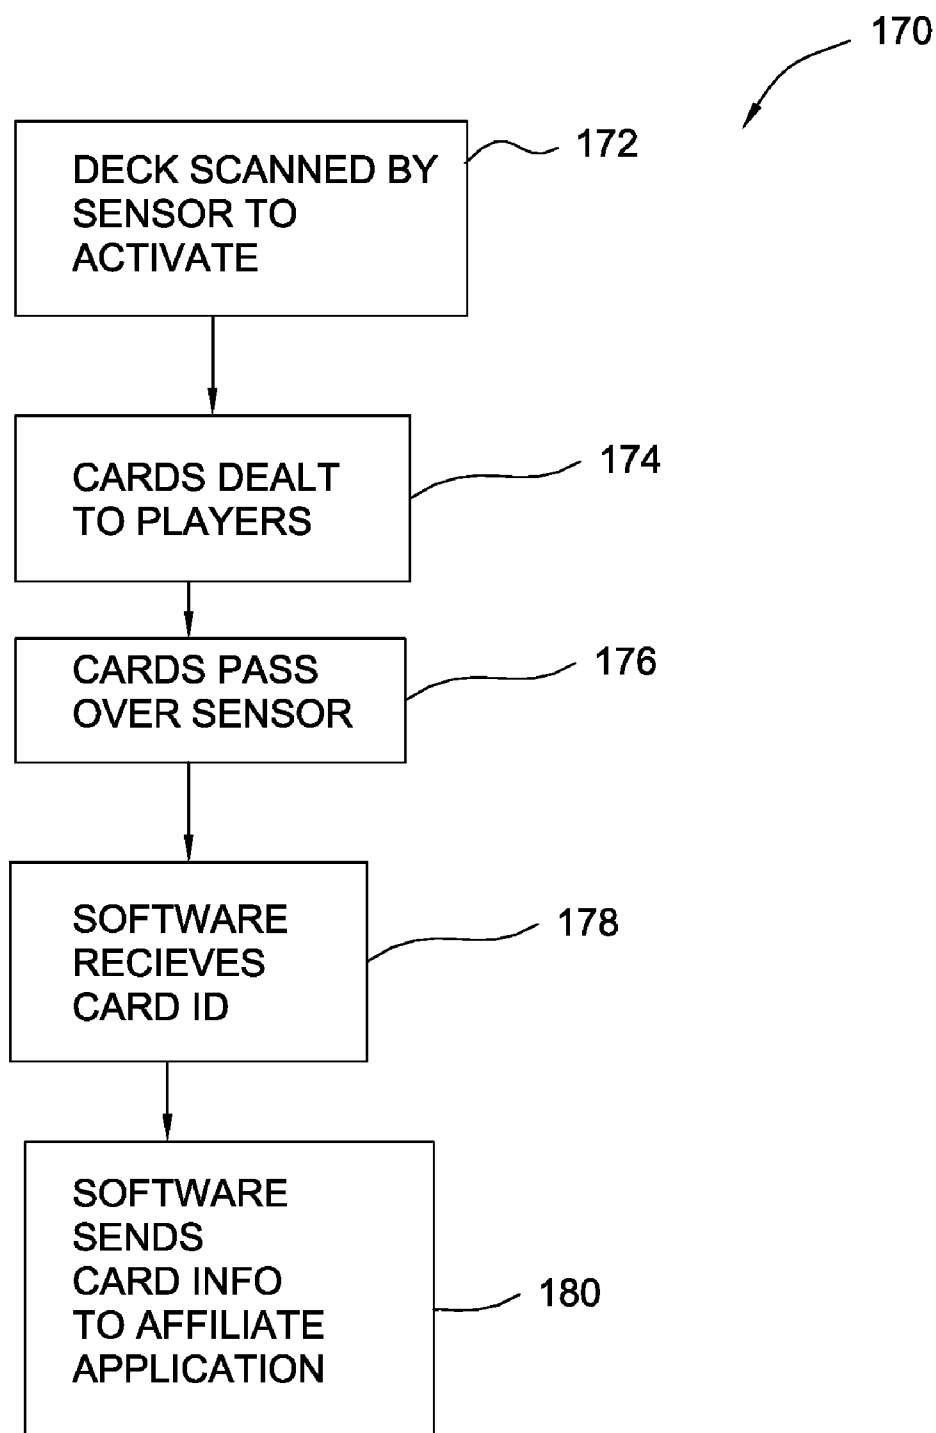 170
DECK SCANNED BY
SENSOR TO
ACTIVATE
172
CARDS DEALT
TO PLAYERS
174
CARDS PASS
OVER SENSOR
176
SOFTWARE
RECIEVES
CARD ID
178
SOFTWARE
SENDS
CARD INFO
TO AFFILIATE
APPLICATION
180